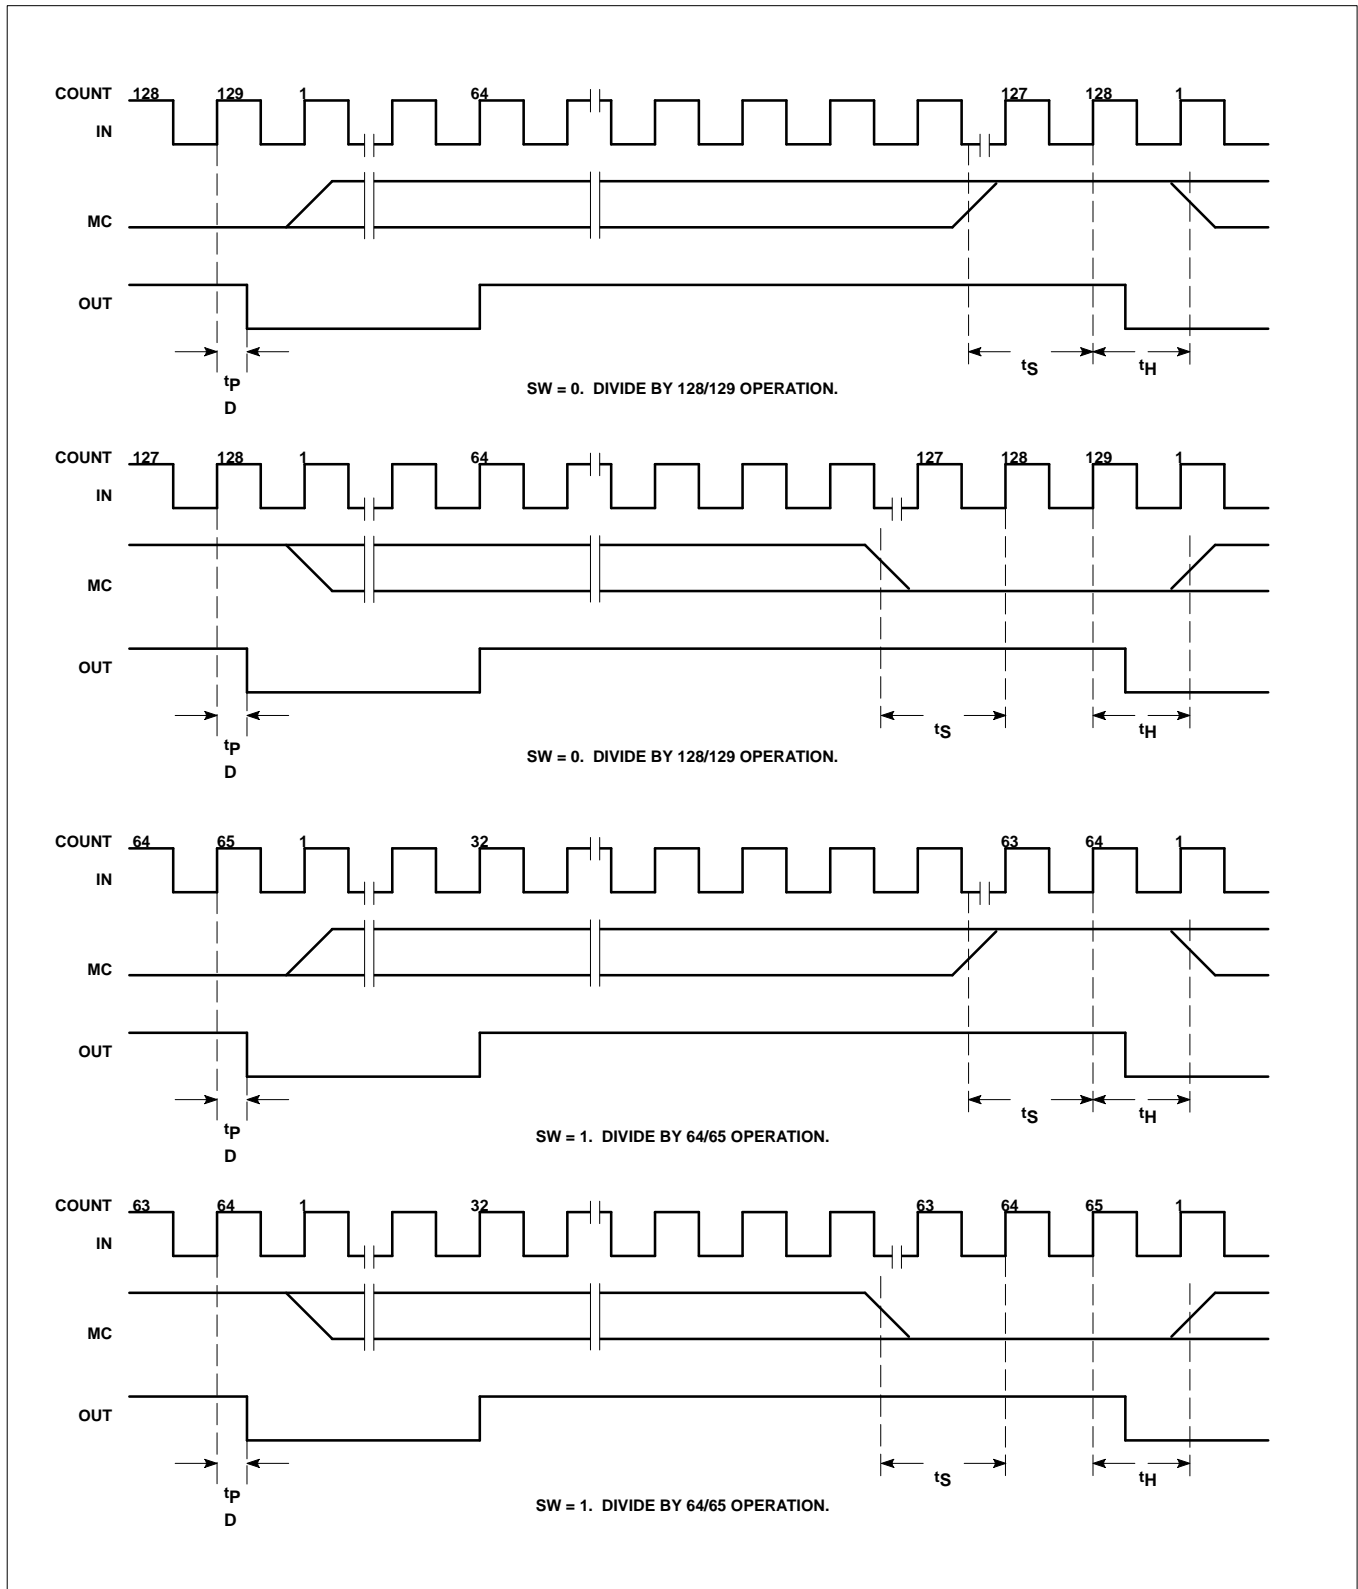 COUNT 128 129 1 64 127 128 1
IN
MC
OUT
tS tH
tP
D
SW = 0. DIVIDE BY 128/129 OPERATION.
COUNT 127 128 1 64 127 128 129 1
IN
MC
OUT
tS tH
tP
D
SW = 0. DIVIDE BY 128/129 OPERATION.
COUNT 64 65 1 32 63 64 1
IN
MC
OUT
tS tH
tP
D
SW = 1. DIVIDE BY 64/65 OPERATION.
COUNT 63 64 1 32 63 64 65 1
IN
MC
OUT
tS tH
tP
D
SW = 1. DIVIDE BY 64/65 OPERATION.